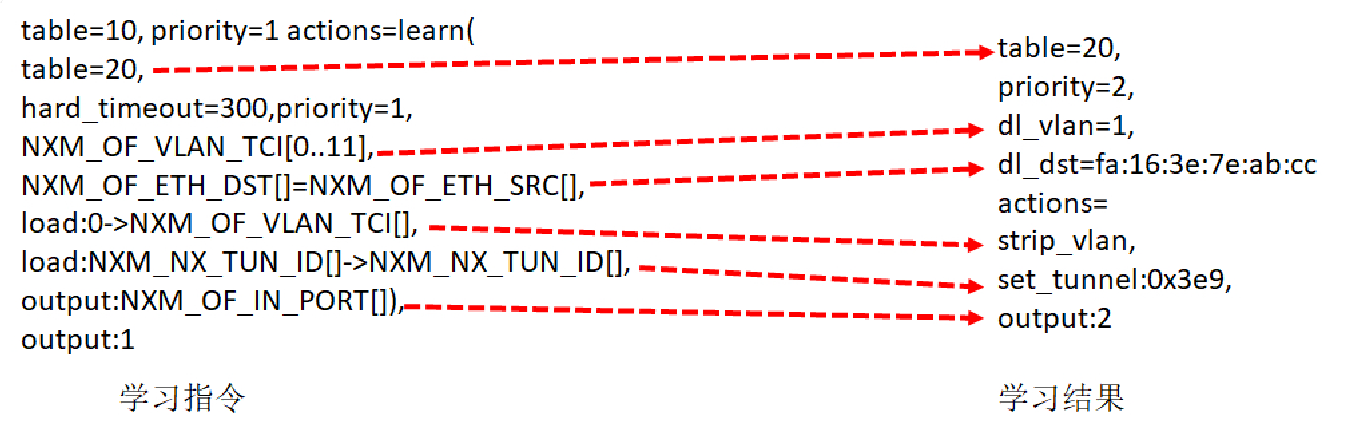 table=10, priority=1 actions=learn(
table=20,
hard_timeout=300,priority=1,
NXM_OF_VLAN_TCI[0..11],
NXM_OF_ETH_DST[]=NXM_OF_ETH_SRC[],
load:0->NXM_OF_VLAN_TCI[],
load:NXM_NX_TUN_ID[]->NXM_NX_TUN_ID[],
output:NXM_OF_IN_PORT[]),
output:1
学习指令
table=20,
priority=2,
dl_vlan=1,
dl_dst=fa:16:3e:7e:ab:cc
actions=
strip_vlan,
set_tunnel:0x3e9,
output:2
学习结果